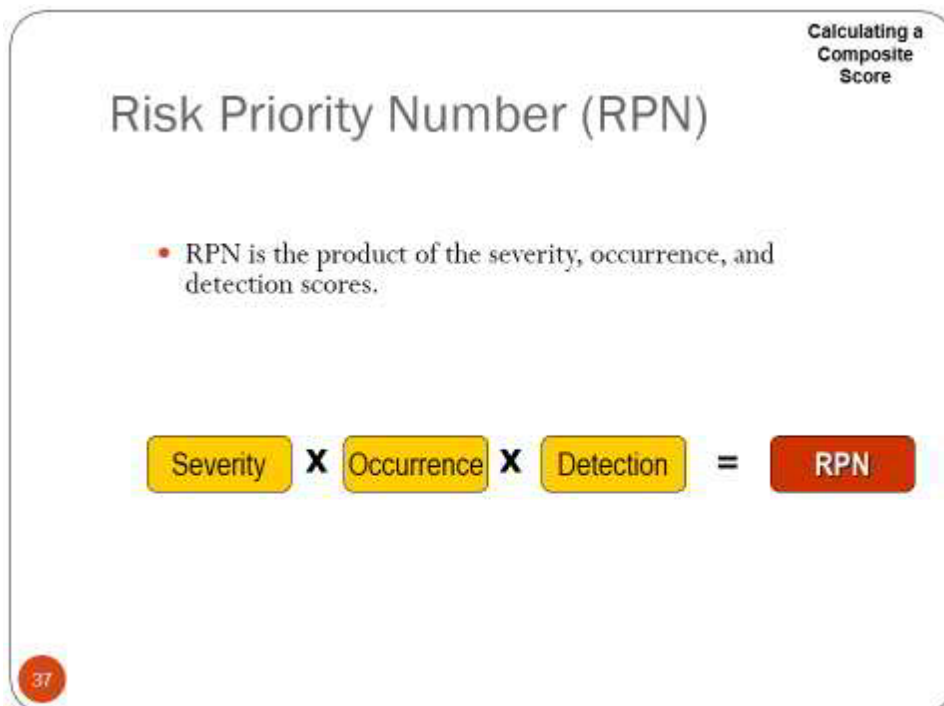 Calculating a
Composite
Score
Risk Priority Number (RPN)
• RPN is the product of the severity, occurrence, and
detection scores.
Severity X Occurrence X Detection = RPN
37